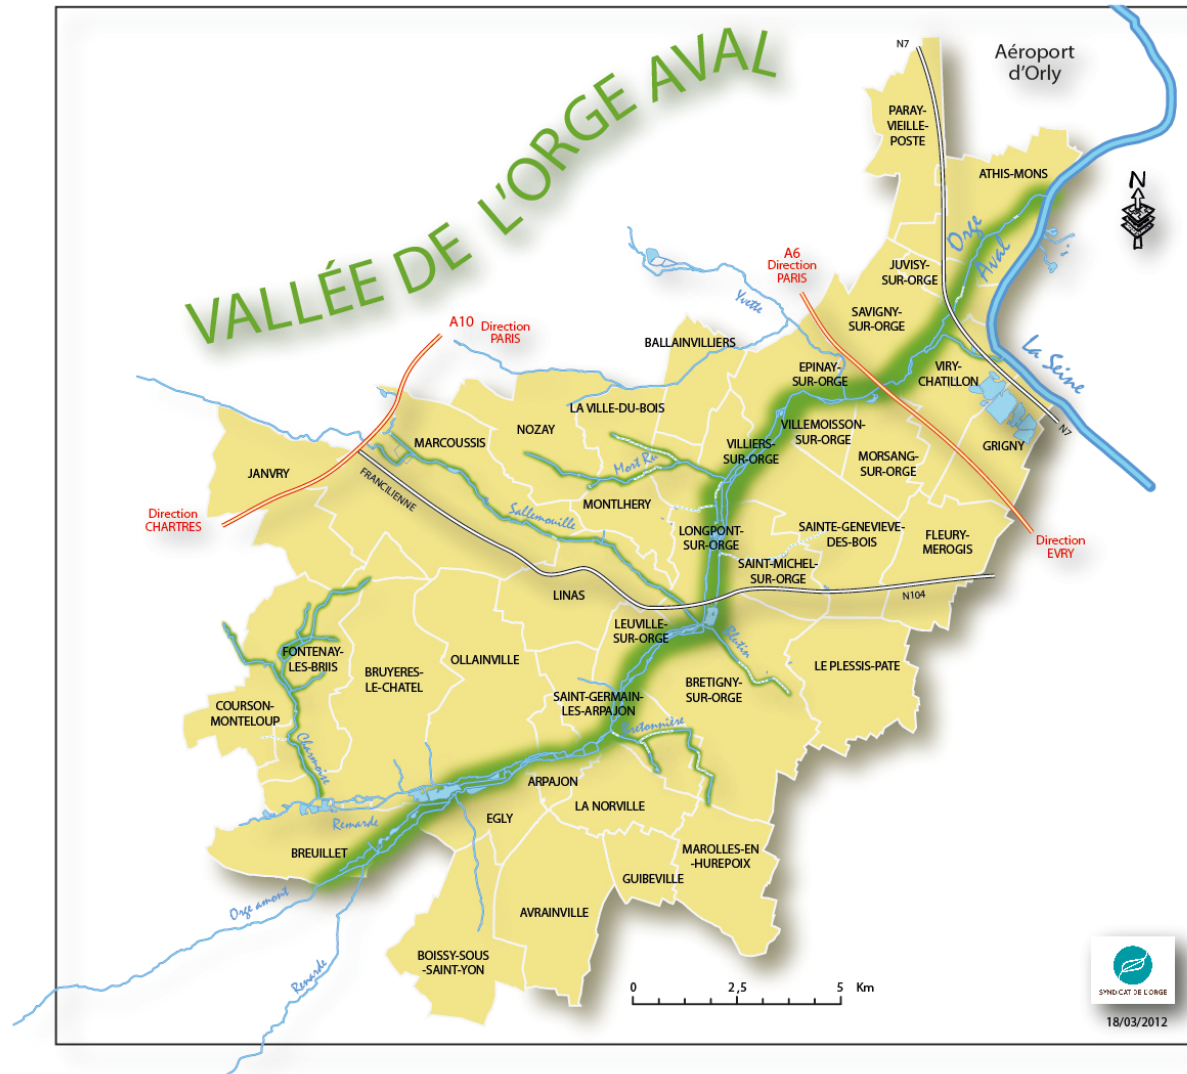 VALLÉE DE L'ORGE AVAL
N7
Aéroport
d'Orly
PARAY-
VIEILLE-
POSTE
ATHIS-MONS
N
Orge
Aval
JUVISY-
SUR-ORGE
A6
Direction
PARIS
Yvette
SAVIGNY-
SUR-ORGE
A10 Direction
PARIS
BALLAINVILLIERS
La Seine
EPINAY-
SUR-ORGE
VIRY-
CHATILLON
LA VILLE-DU-BOIS
NOZAY
VILLEMOISSON-
SUR-ORGE
N7
MARCOUSSIS
VILLIERS-
SUR-ORGE
GRIGNY
MORSANG-
SUR-ORGE
JANVRY
Mort Ru
FRANCILIENNE
MONTLHERY
Direction
CHARTRES
Sallemouille
LONGPONT-
SUR-ORGE
SAINTE-GENEVIEVE-
DES-BOIS
FLEURY-
MEROGIS
Direction
EVRY
SAINT-MICHEL-
SUR-ORGE
LINAS
N104
LEUVILLE-
SUR-ORGE
Blutin
FONTENAY-
LES-BRIIS
BRUYERES-
LE-CHATEL
OLLAINVILLE
LE PLESSIS-PATE
BRETIGNY-
SUR-ORGE
SAINT-GERMAIN-
LES-ARPAJON
COURSON-
MONTELOUP
Bretonnière
Charmoise
ARPAJON
LA NORVILLE
EGLY
Remarde
BREUILLET
MAROLLES-EN
-HUREPOIX
GUIBEVILLE
Orge amont
AVRAINVILLE
BOISSY-SOUS
-SAINT-YON
Renarde
0 2,5 5 Km
SYNDICAT DE L'ORGE
18/03/2012